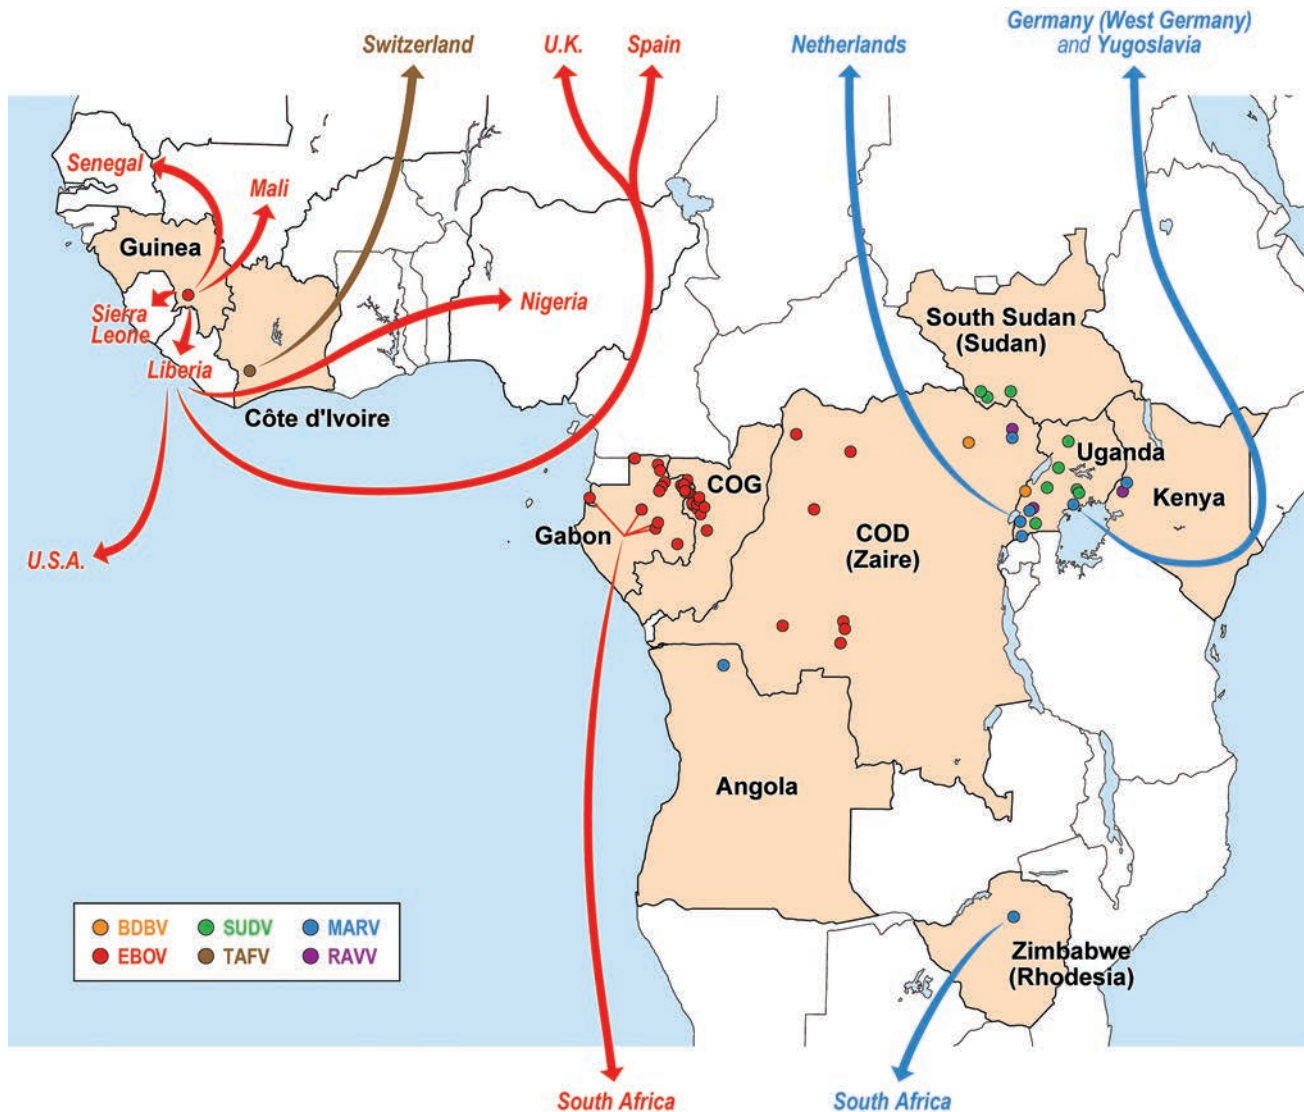 Germany (West Germany)
and Yugoslavia
Switzerland
U.K.
Spain
Netherlands
Senegal
Mali
Guinea
Sierra
Leone
Nigeria
Liberia
Côte d'Ivoire
South Sudan
(Sudan)
Uganda
Kenya
COG
Gabon
COD
(Zaire)
U.S.A.
Angola
Zimbabwe
(Rhodesia)
BDBV
SUDV
MARV
EBOV
TAFV
RAVV
South Africa
South Africa